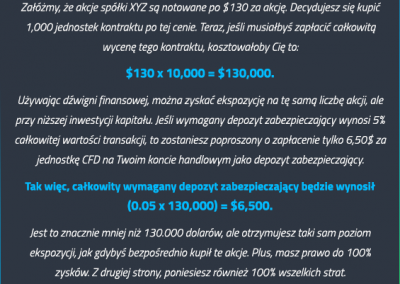 Załóżmy, że akcje spółki XYZ są notowane po $130 za akcję. Decydujesz się kupić
1,000 jednostek kontraktu po tej cenie. Teraz, jeśli musiałbyś zapłacić całkowitą
wycenę tego kontraktu, kosztowałoby Cię to:
$130 x 10,000 = $130,000.
Używając dźwigni finansowej, można zyskać ekspozycję na tę samą liczbę akcji, ale
przy niższej inwestycji kapitału. Jeśli wymagany depozyt zabezpieczający wynosi 5%
całkowitej wartości transakcji, to zostaniesz poproszony o zapłacenie tylko 6,50$ za
jednostkę CFD na Twoim koncie handlowym jako depozyt zabezpieczający.
Tak więc, całkowity wymagany depozyt zabezpieczający będzie wynosił
(0.05 x 130,000) = $6,500.
Jest to znacznie mniej niż 130.000 dolarów, ale otrzymujesz taki sam poziom
ekspozycji, jak gdybyś bezpośrednio kupił te akcje. Plus, masz prawo do 100%
zysków. Z drugiej strony, poniesiesz również 100% wszelkich strat.